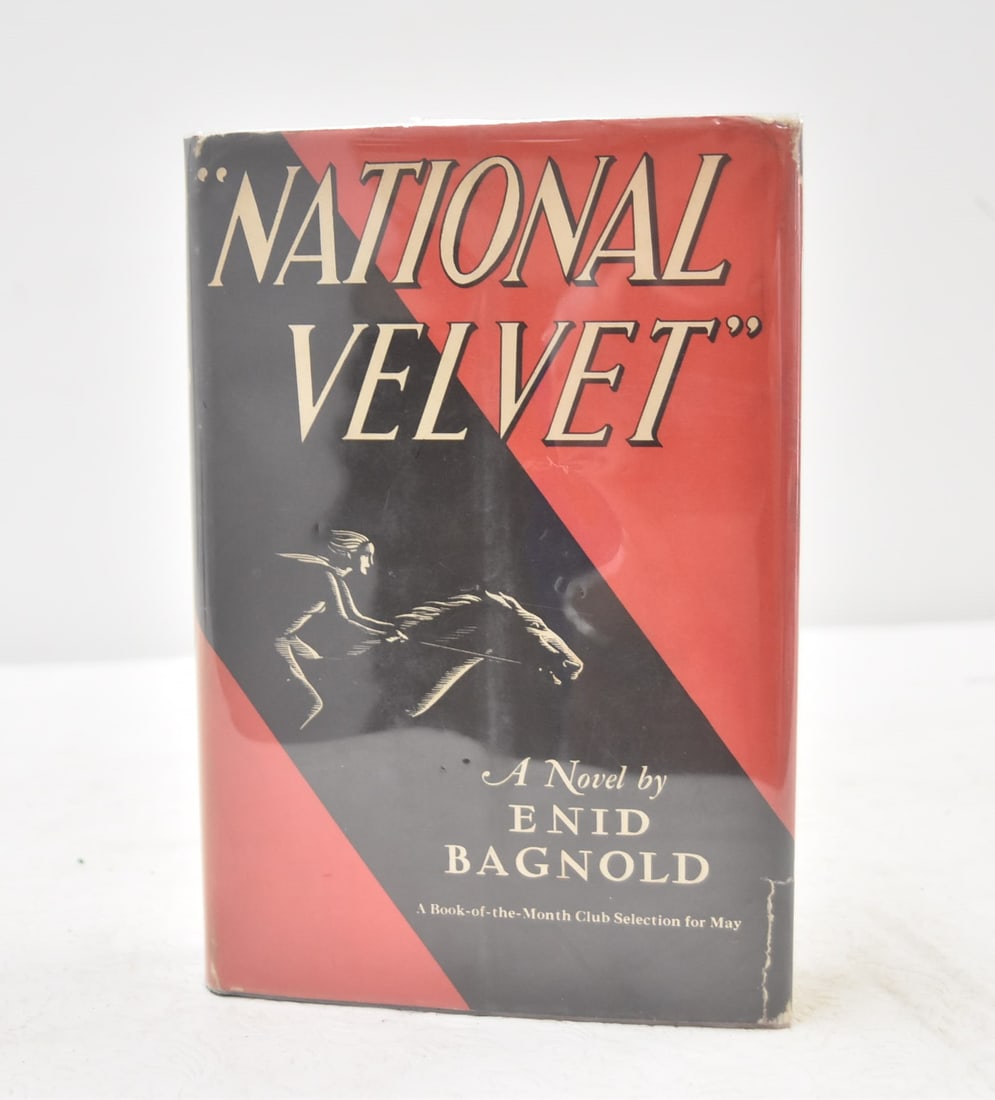 “NATIONAL
VELVET”
A Novel by
ENID
BAGNOLD
A Book-of-the-Month Club Selection for May